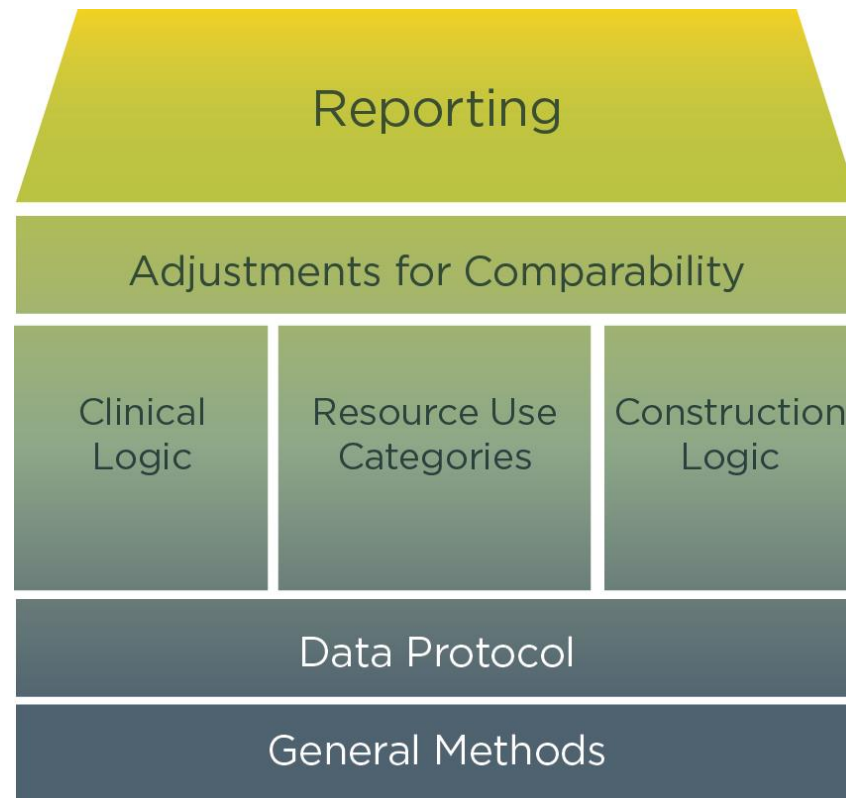 Reporting
Adjustments for Comparability
Clinical
Logic
Resource Use
Categories
Construction
Logic
Data Protocol
General Methods